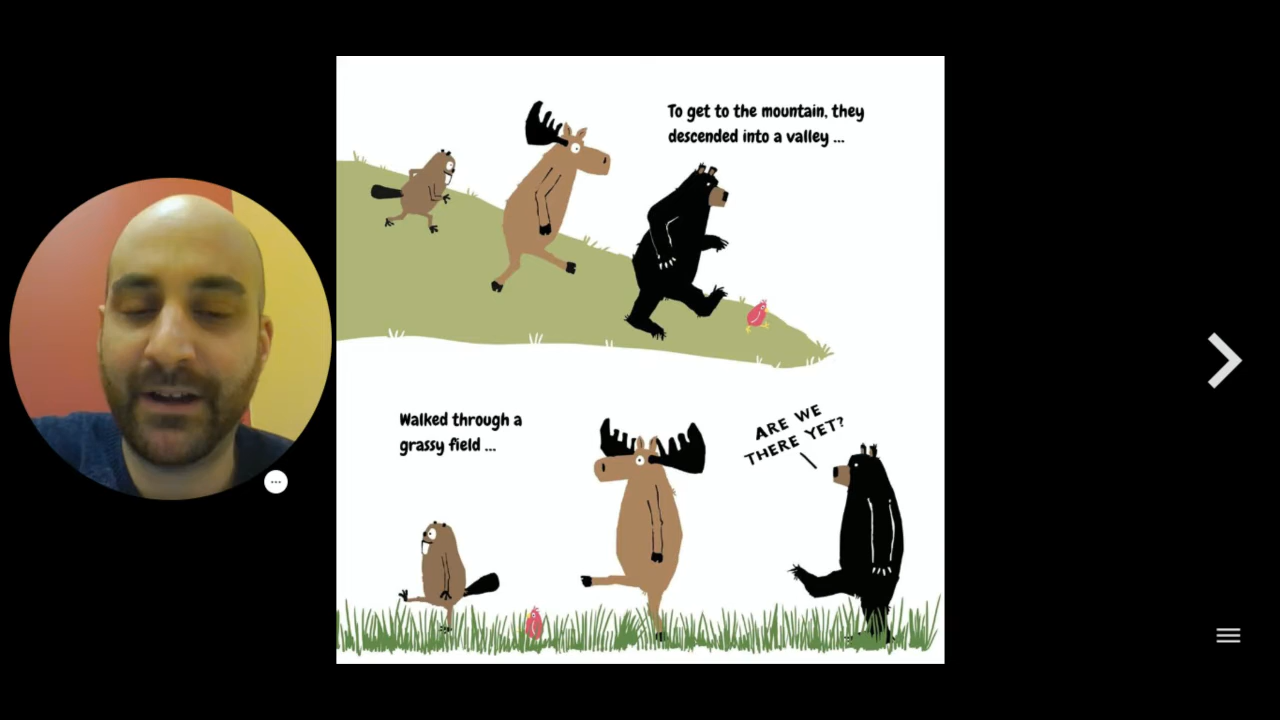 To get to the mountain, they
descended into a valley ...
Walked through a
grassy field ...
ARE WE
THERE YET?